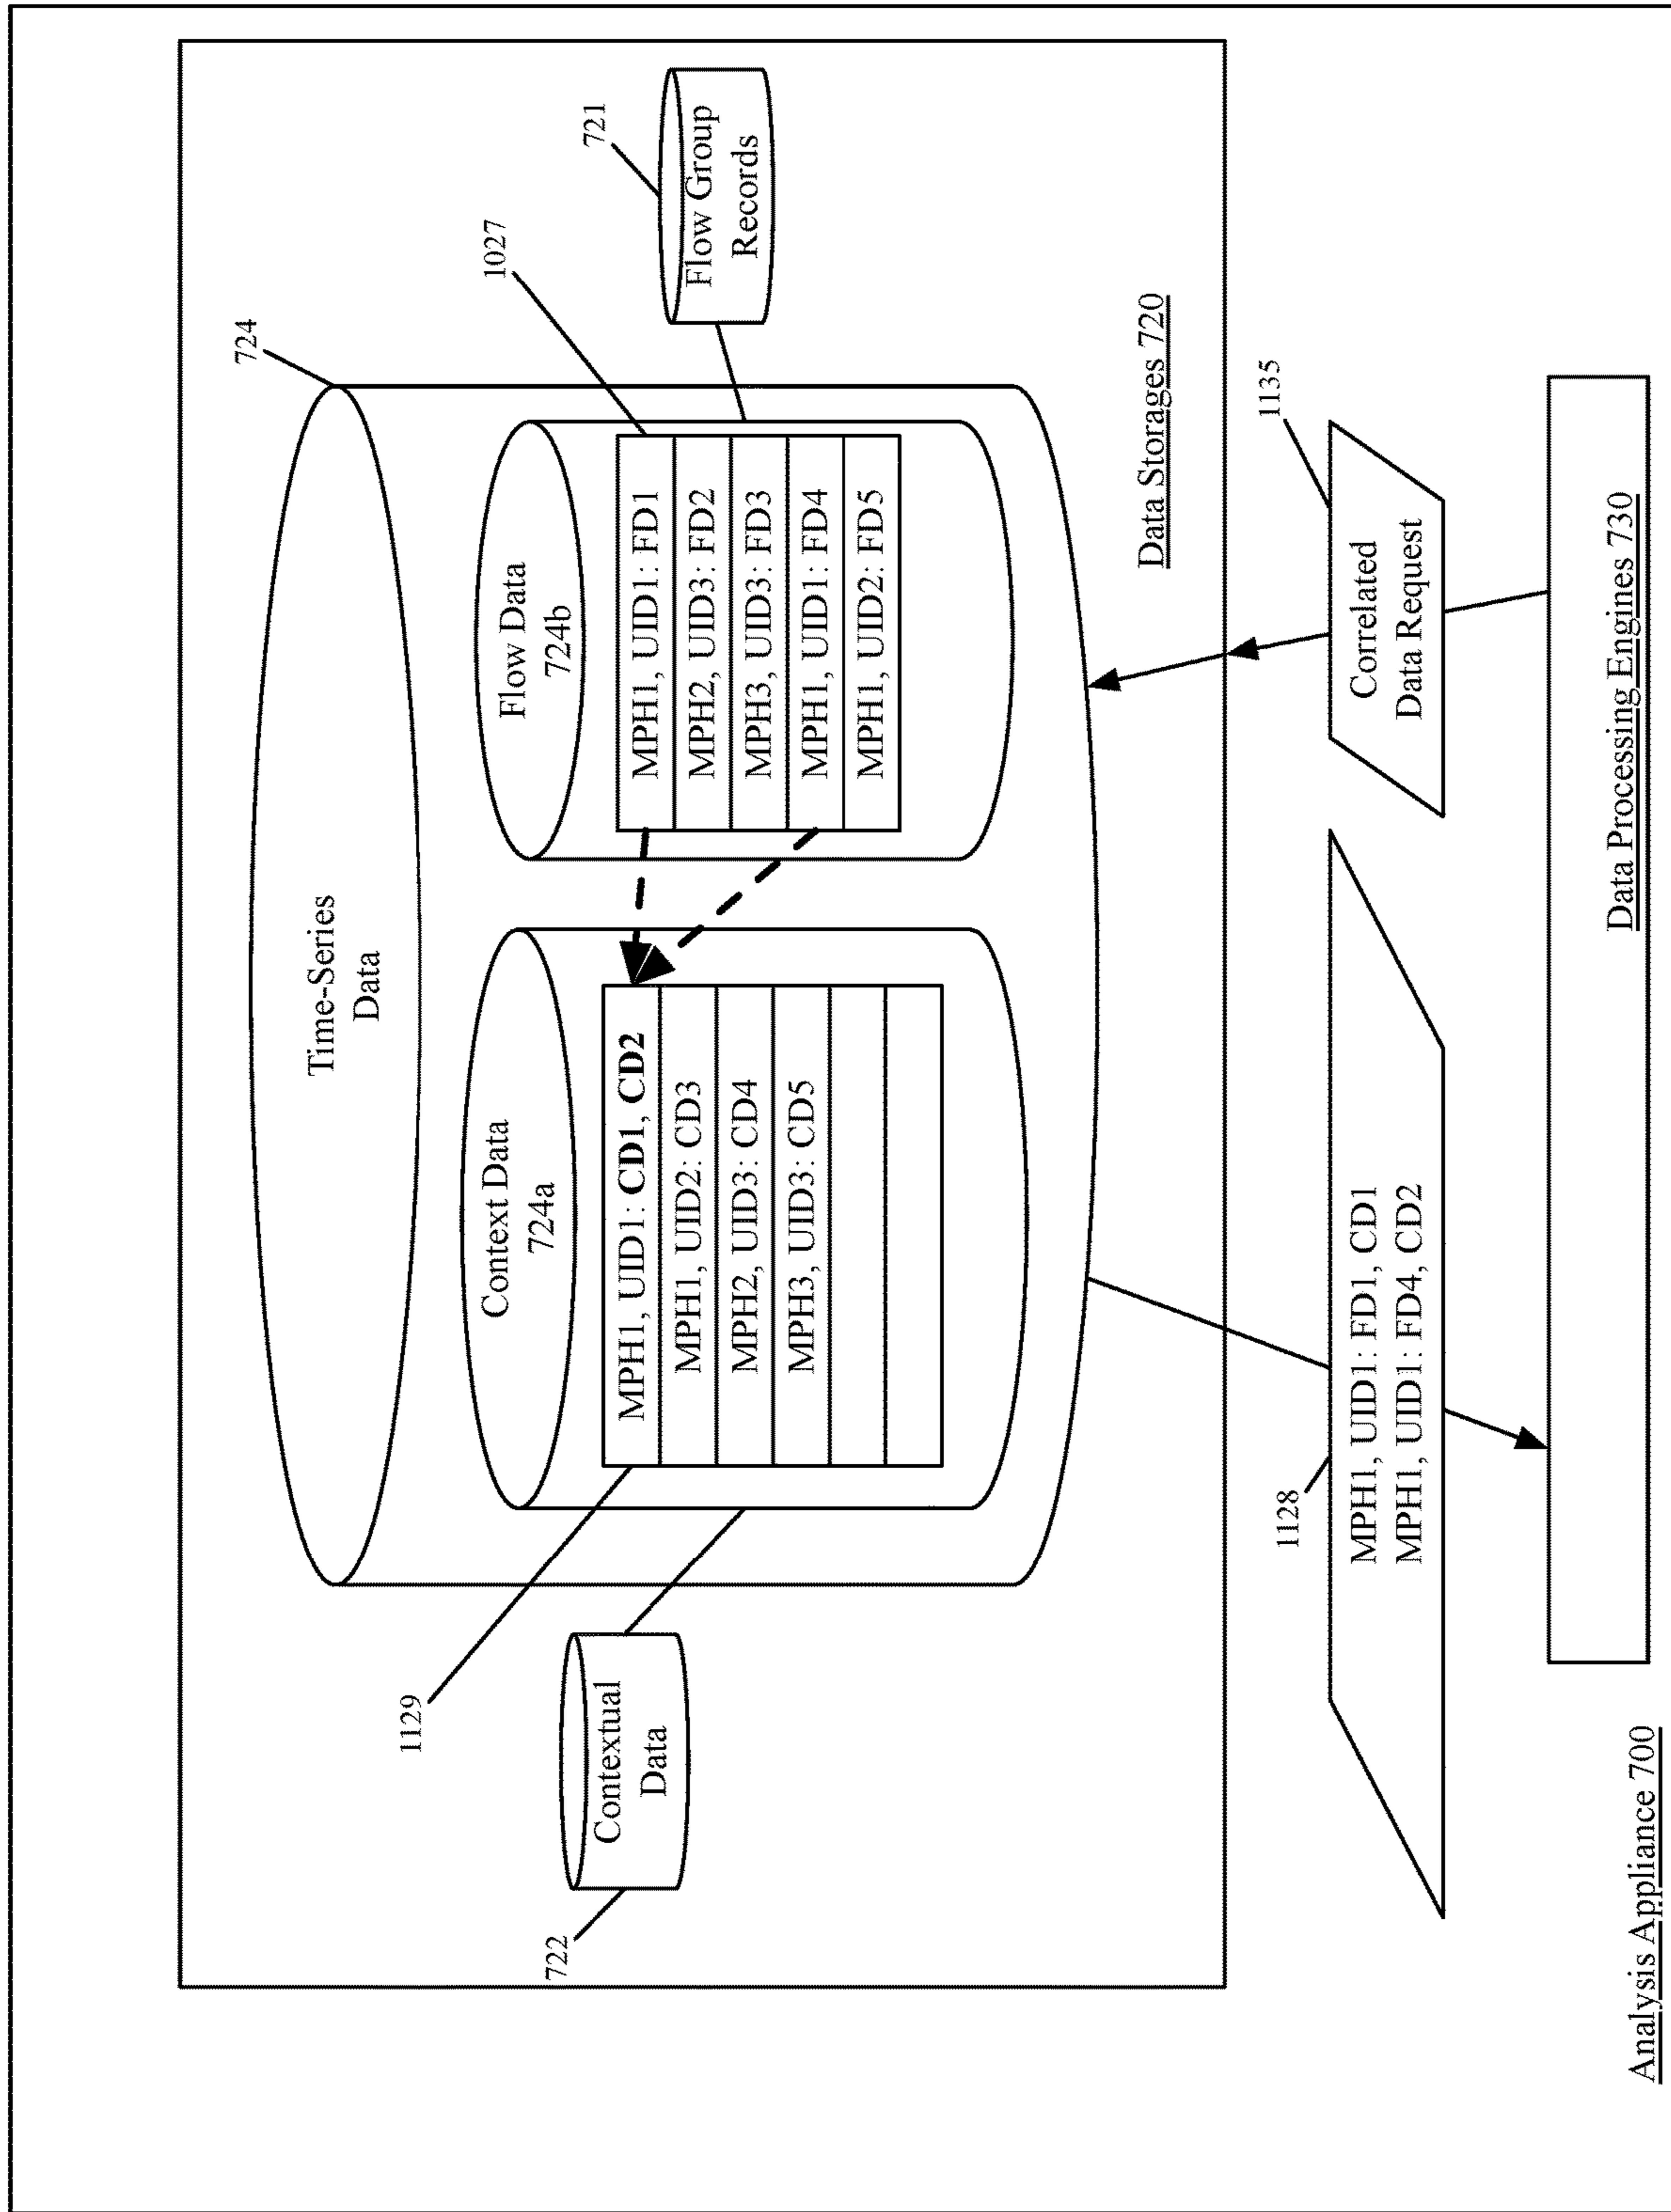 724
Time-Series
Data
722
Contextual
Data
1129
Context Data
724a
MPH1, UID1: CD1, CD2
MPH1, UID2: CD3
MPH2, UID3: CD4
MPH3, UID3: CD5
Flow Data
724b
1027
MPH1, UID1: FD1
MPH2, UID3: FD2
MPH3, UID3: FD3
MPH1, UID1: FD4
MPH1, UID2: FD5
721
Flow Group
Records
Data Storages 720
1128
MPH1, UID1: FD1, CD1
MPH1, UID1: FD4, CD2
1135
Correlated
Data Request
Data Processing Engines 730
Analysis Appliance 700